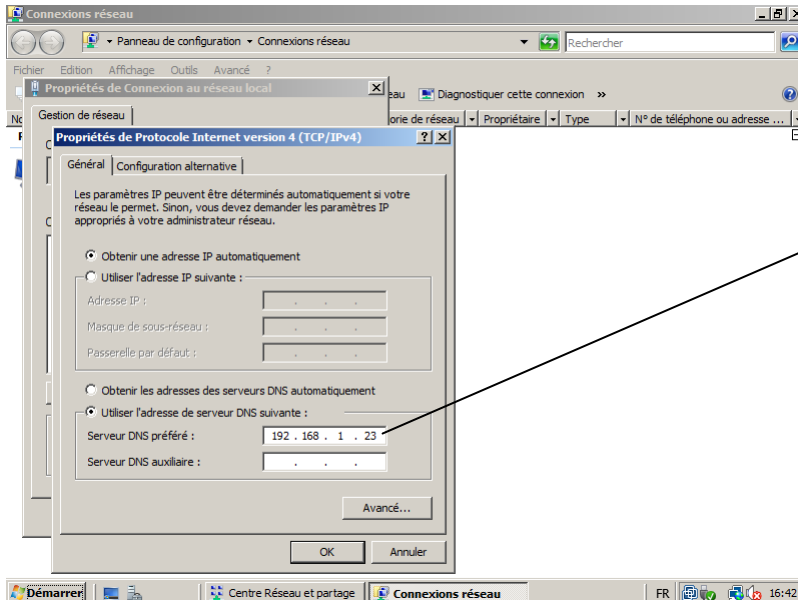 Connexions réseau
Panneau de configuration Connexions réseau
Rechercher
Fichier Edition Affichage Outils Avancé ?
Propriétés de Connexion au réseau local
eau Diagnostiquer cette connexion »
Gestion de réseau
orie de réseau Propriétaire Type N° de téléphone ou adresse ...
Propriétés de Protocole Internet version 4 (TCP/IPv4)
Général Configuration alternative
Les paramètres IP peuvent être déterminés automatiquement si votre
réseau le permet. Sinon, vous devez demander les paramètres IP
appropriés à votre administrateur réseau.
Obtenir une adresse IP automatiquement
Utiliser l'adresse IP suivante :
Adresse IP :
Masque de sous-réseau :
Passerelle par défaut :
Obtenir les adresses des serveurs DNS automatiquement
Utiliser l'adresse de serveur DNS suivante :
Serveur DNS préféré : 192 . 168 . 1 . 23
Serveur DNS auxiliaire :
Avancé...
OK Annuler
Démarrer Centre Réseau et partage Connexions réseau FR 16:42